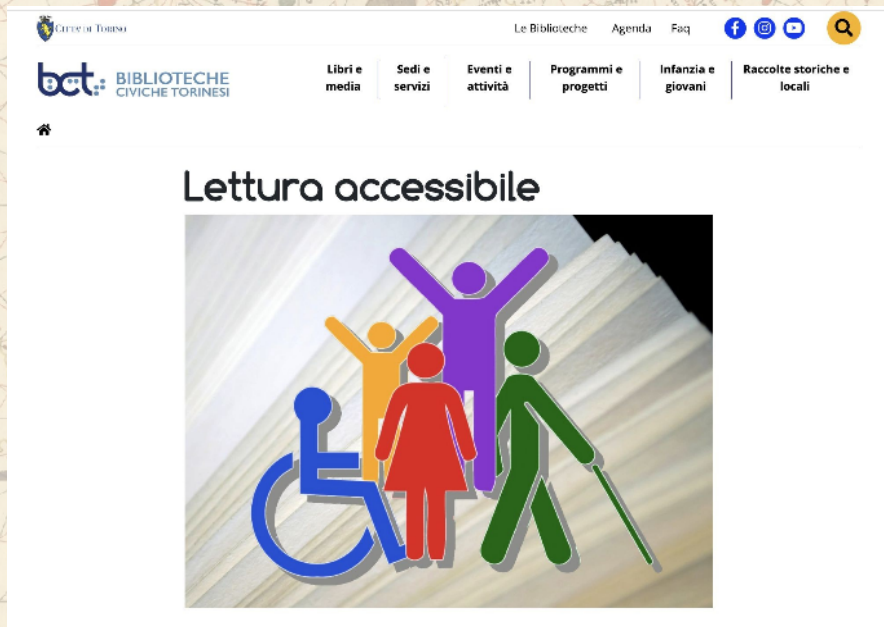 CITTÀ DI TORINO
Le Biblioteche Agenda Faq
bct: BIBLIOTECHE CIVICHE TORINESI
Libri e media
Sedi e servizi
Eventi e attività
Programmi e progetti
Infanzia e giovani
Raccolte storiche e locali
Lettura accessibile